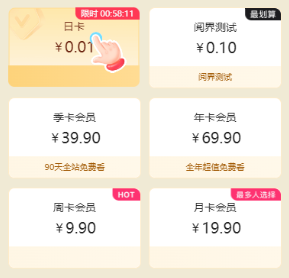 限时 00:58:11
日卡
¥0.01
最划算
阅界测试
¥0.10
阅界测试
季卡会员
¥39.90
90天全站免费看
年卡会员
¥69.90
全年超值免费看
HOT
周卡会员
¥9.90
最多人选择
月卡会员
¥19.90